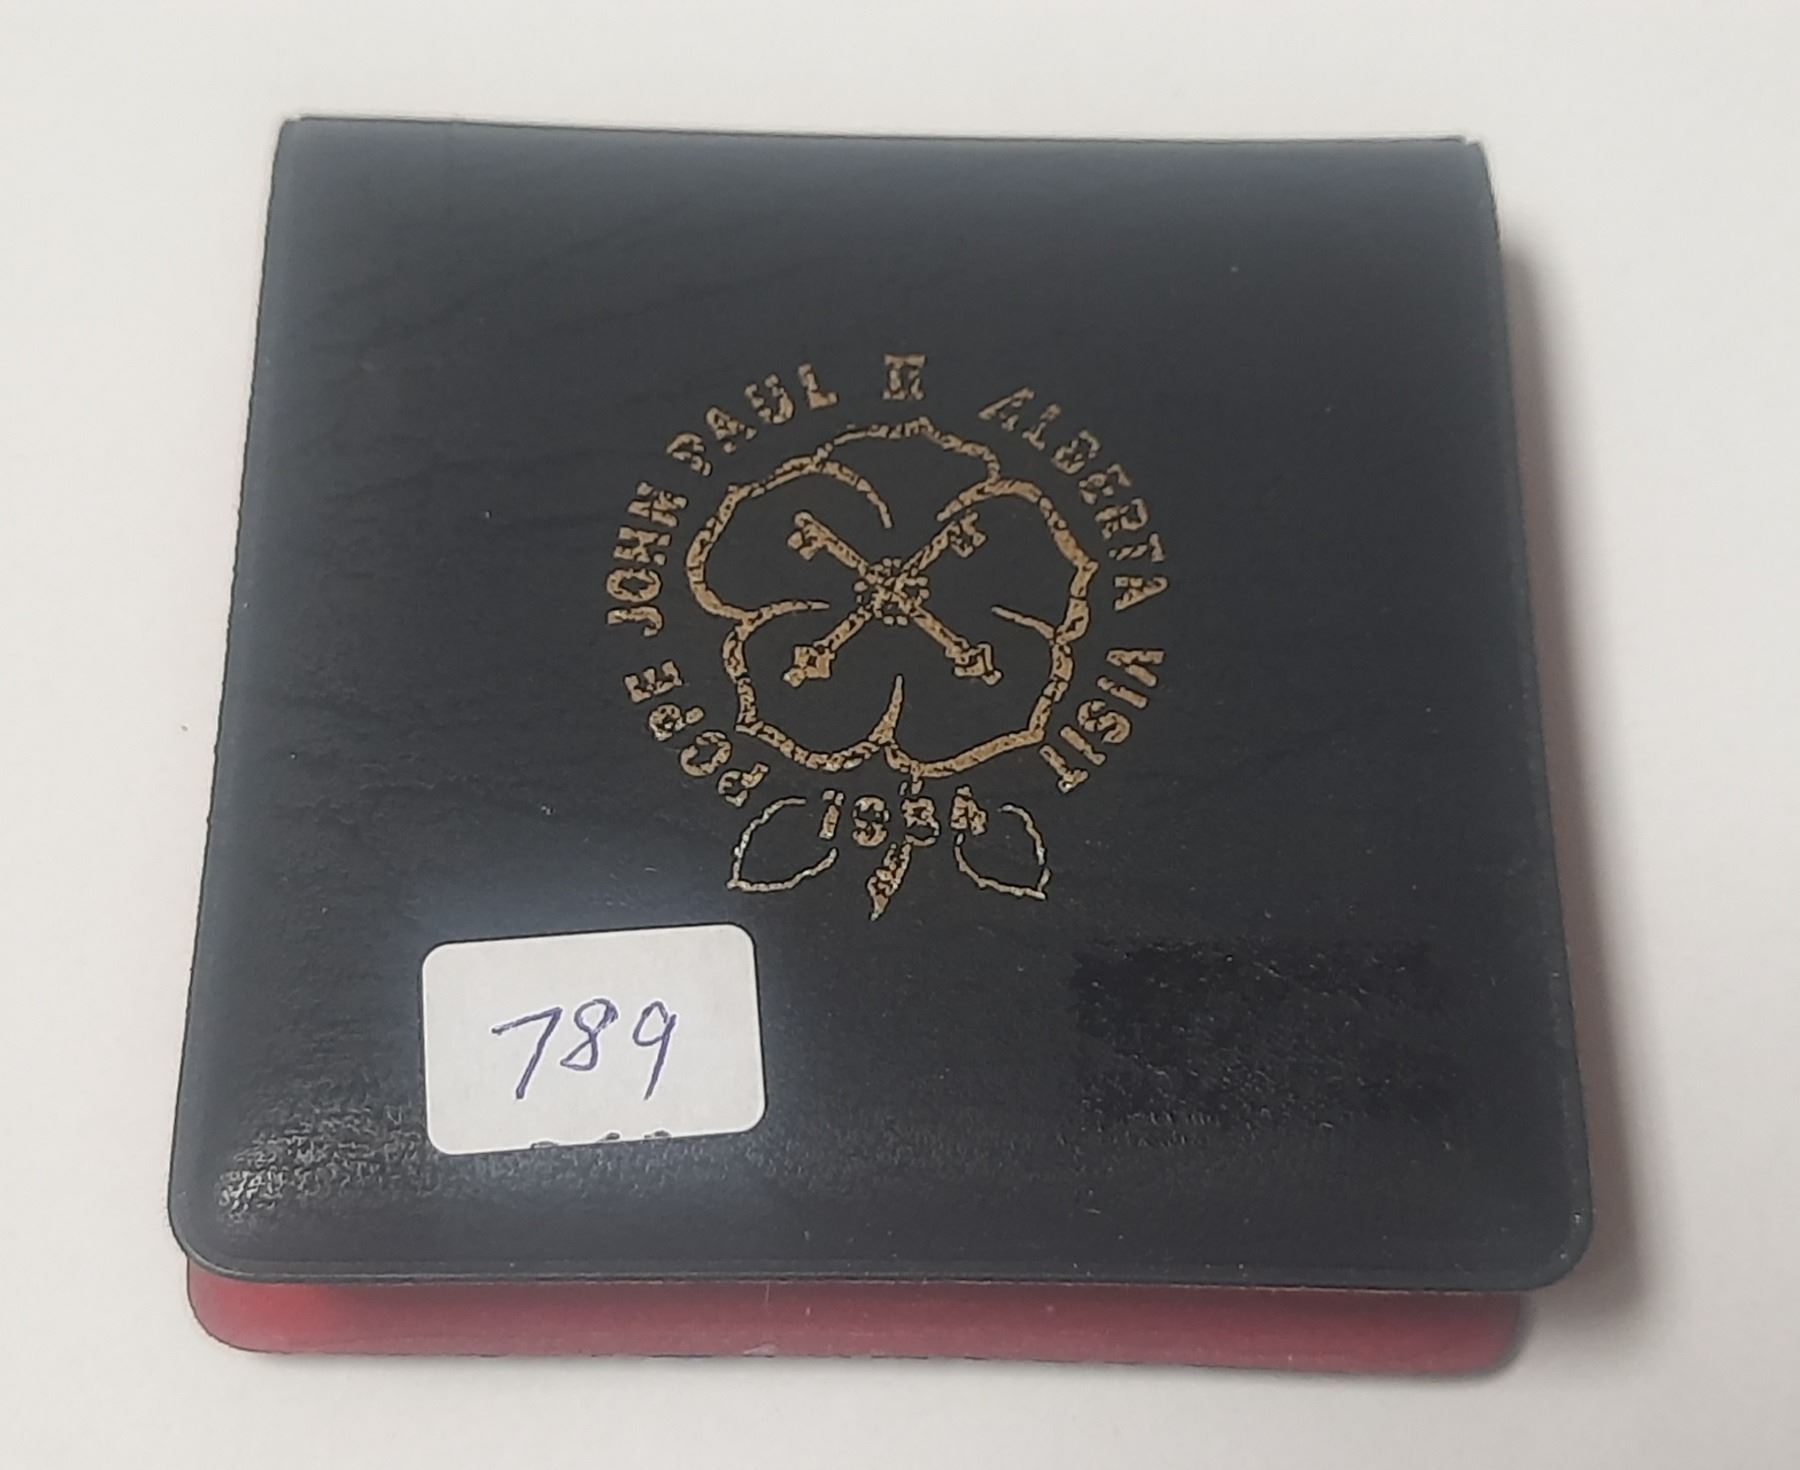 POPE JOHN PAUL II ALBERTA VISIT
1984
789